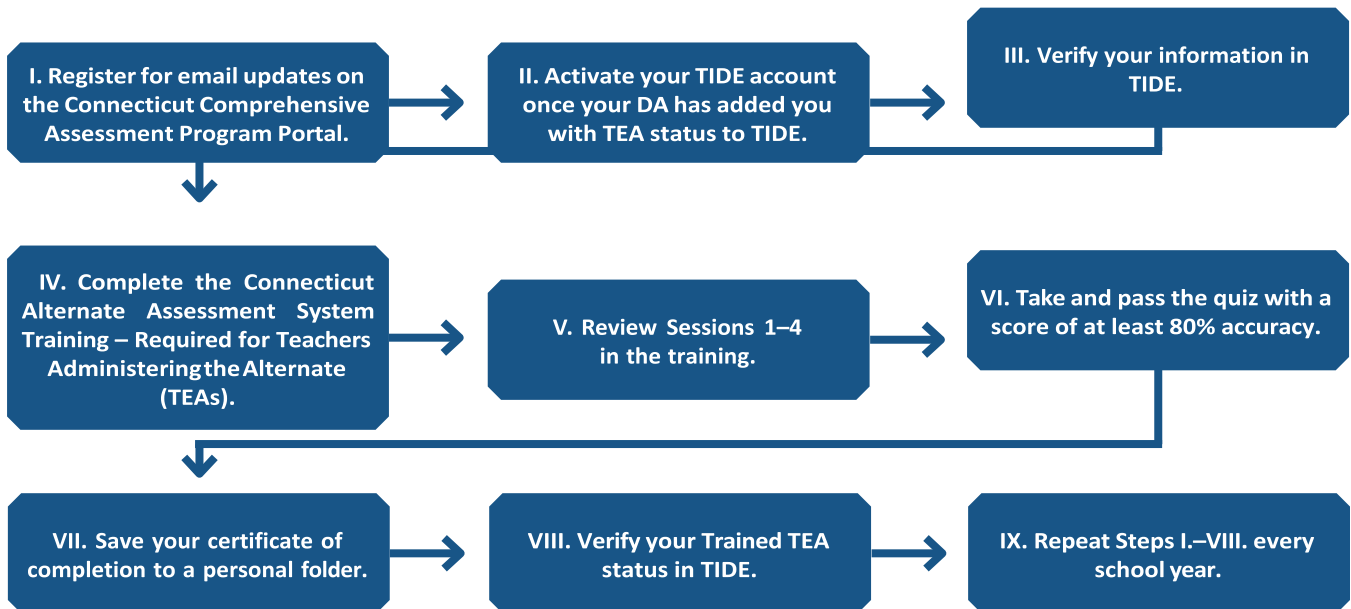 I. Register for email updates on
the Connecticut Comprehensive
Assessment Program Portal.
II. Activate your TIDE account
once your DA has added you
with TEA status to TIDE.
III. Verify your information in
TIDE.
IV. Complete the Connecticut
Alternate Assessment System
Training – Required for Teachers
Administering the Alternate
(TEAs).
V. Review Sessions 1–4
in the training.
VI. Take and pass the quiz with a
score of at least 80% accuracy.
VII. Save your certificate of
completion to a personal folder.
VIII. Verify your Trained TEA
status in TIDE.
IX. Repeat Steps I.–VIII. every
school year.